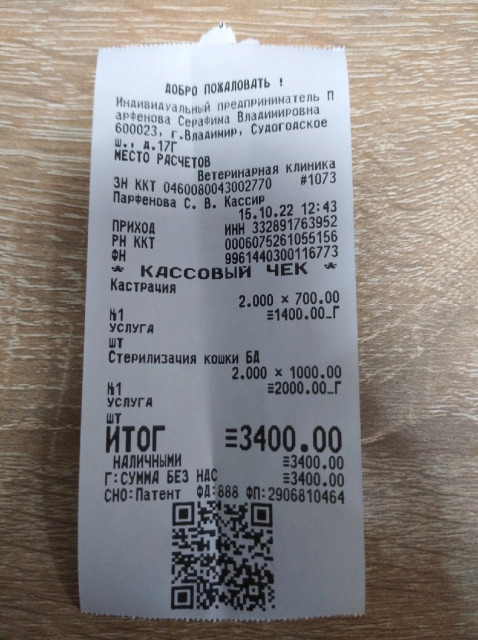 ДОБРО ПОЖАЛОВАТЬ !
Индивидуальный предприниматель П
арфенова Серафима Владимировна
600023, г.Владимир, Судогодское
ш., д.17Г
МЕСТО РАСЧЕТОВ
Ветеринарная клиника
ЗН ККТ 0460080043002770 #1073
Парфенова С. В. Кассир
15.10.22 12:43
ПРИХОД ИНН 332891763952
РН ККТ 0006075261055156
ФН 9961440300116773
* КАССОВЫЙ ЧЕК *
Кастрация
2.000 × 700.00
№1 ≡1400.00_Г
УСЛУГА
ШТ
Стерилизация кошки БД
2.000 × 1000.00
№1 ≡2000.00_Г
УСЛУГА
ШТ
ИТОГ ≡3400.00
НАЛИЧНЫМИ ≡3400.00
Г:СУММА БЕЗ НДС ≡3400.00
СНО:Патент ФД:888 ФП:2906810464